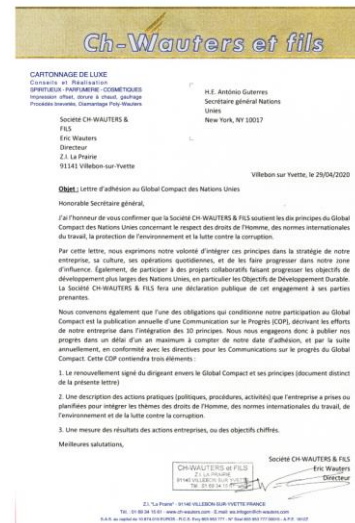 Ch-Wauters et fils
CARTONNAGE DE LUXE
Conseils et Réalisation
SPIRITUEUX - PARFUMERIE - COSMÉTIQUES
Impression offset, dorure à chaud, gaufrage
Procédés brevetés, Diamantage Poly-Wauters
H.E. António Guterres
Secrétaire général Nations
Unies
New York, NY 10017
Société CH-WAUTERS &
FILS
Eric Wauters
Directeur
Z.I. La Prairie
91141 Villebon-sur-Yvette
Villebon sur Yvette, le 29/04/2020
Objet : Lettre d'adhésion au Global Compact des Nations Unies
Honorable Secrétaire général,
J'ai l'honneur de vous confirmer que la Société CH-WAUTERS & FILS soutient les dix principes du Global
Compact des Nations Unies concernant le respect des droits de l'Homme, des normes internationales
du travail, la protection de l'environnement et la lutte contre la corruption.
Par cette lettre, nous exprimons notre volonté d'intégrer ces principes dans la stratégie de notre
entreprise, sa culture, ses opérations quotidiennes, et de les faire progresser dans notre zone
d'influence. Également, de participer à des projets collaboratifs faisant progresser les objectifs de
développement plus larges des Nations Unies, en particulier les Objectifs de Développement Durable.
La Société CH-WAUTERS & FILS fera une déclaration publique de cet engagement à ses parties
prenantes.
Nous convenons également que l'une des obligations qui conditionne notre participation au Global
Compact est la publication annuelle d'une Communication sur le Progrès (COP), décrivant les efforts
de notre entreprise dans l'intégration des 10 principes. Nous nous engageons donc à publier nos
progrès dans un délai d'un an maximum à compter de notre date d'adhésion, et par la suite
annuellement, en conformité avec les directives pour les Communications sur le progrès du Global
Compact. Cette COP contiendra trois éléments :
1. Le renouvellement signé du dirigeant envers le Global Compact et ses principes (document distinct
de la présente lettre)
2. Une description des actions pratiques (politiques, procédures, activités) que l'entreprise a prises ou
planifiées pour intégrer les thèmes des droits de l'Homme, des normes internationales du travail, de
l'environnement et de la lutte contre la corruption.
3. Une mesure des résultats des actions entreprises, ou des objectifs chiffrés.
Meilleures salutations,
Société CH-WAUTERS & FILS
Eric Wauters
Directeur
CH-WAUTERS et FILS
Z.I. La Prairie
91140 VILLEBON SUR YVETTE
Z.I. "La Prairie" - 91140 VILLEBON SUR YVETTE FRANCE